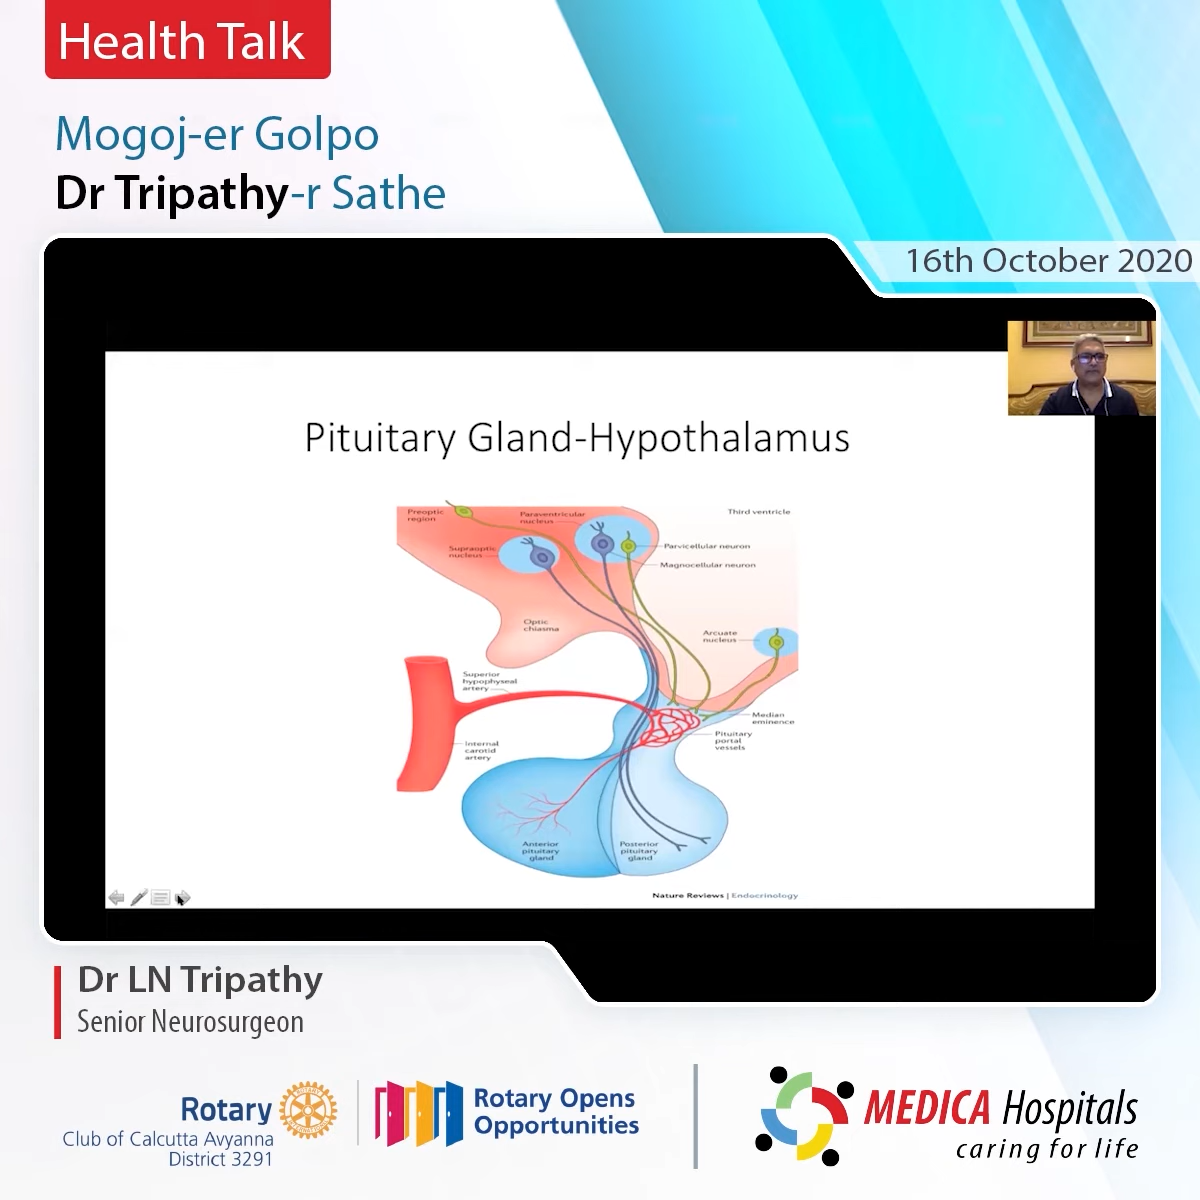 Health Talk
Mogoj-er Golpo
Dr Tripathy-r Sathe
16th October 2020
Pituitary Gland-Hypothalamus
Preoptic
region
Paraventricular
nucleus
Third ventricle
Supraoptic
nucleus
Parvicellular neuron
Magnocellular neuron
Optic
chiasma
Arcuate
nucleus
Superior
hypophyseal
artery
Median
eminence
Pituitary
portal
vessels
Internal
carotid
artery
Anterior
pituitary
gland
Posterior
pituitary
gland
Nature Reviews | Endocrinology
Dr LN Tripathy
Senior Neurosurgeon
Rotary
Club of Calcutta Avyanna
District 3291
Rotary Opens
Opportunities
MEDICA Hospitals
caring for life